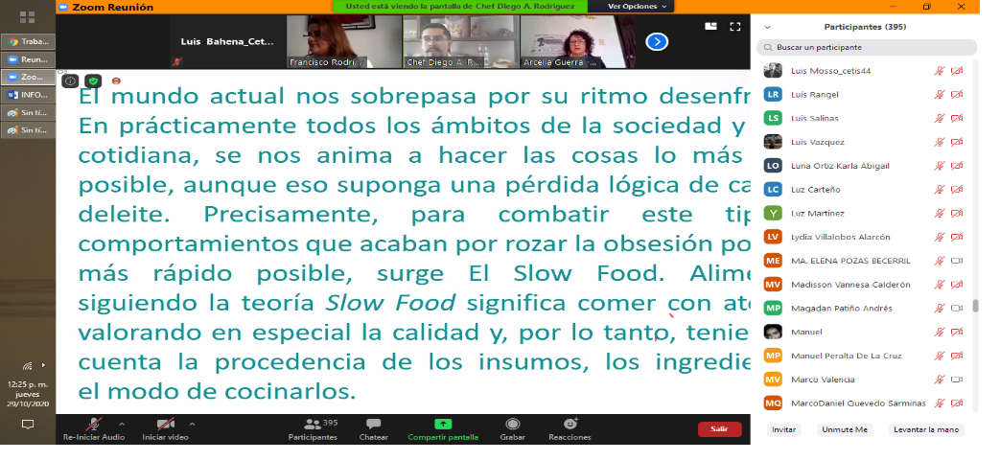 Zoom Reunión
Usted está viendo la pantalla de Chef Diego A. Rodríguez
Ver Opciones
Traba...
Reun...
Zoo...
INFO...
Sin tí...
Sin tí...
12:25 p. m.
jueves
29/10/2020
Luis Bahena_Cet...
Francisco Rodrí...
Chef Diego A. R...
Arcelia Guerra
El mundo actual nos sobrepasa por su ritmo desenfr
En prácticamente todos los ámbitos de la sociedad y
cotidiana, se nos anima a hacer las cosas lo más
posible, aunque eso suponga una pérdida lógica de ca
deleite. Precisamente, para combatir este tip
comportamientos que acaban por rozar la obsesión po
más rápido posible, surge El Slow Food. Alime
siguiendo la teoría Slow Food significa comer con ate
valorando en especial la calidad y, por lo tanto, tenie
cuenta la procedencia de los insumos, los ingredie
el modo de cocinarlos.
Re-Iniciar Audio
Iniciar video
395
Participantes
Chatear
Compartir pantalla
Grabar
Reacciones
Salir
Participantes (395)
Buscar un participante
Luis Mosso_cetis44
LR Luís Rangel
LS Luis Salinas
Luis Vazquez
LO Luna Ortiz Karla Abigail
LC Luz Carteño
Y Luz Martinez
LV Lydia Villalobos Alarcón
ME MA. ELENA POZAS BECERRIL
MV Madisson Vannesa Calderón
MP Magadan Patiño Andrés
Manuel
MP Manuel Peralta De La Cruz
MV Marco Valencia
MQ MarcoDaniel Quevedo Sarminas
Invitar
Unmute Me
Levantar la mano